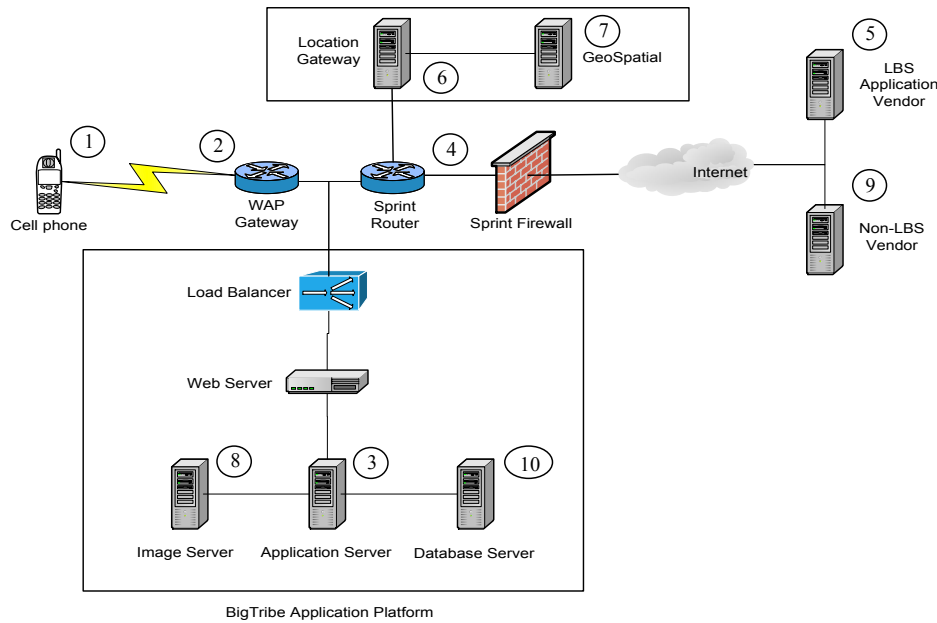 Location
Gateway
7
GeoSpatial
6
5
LBS
Application
Vendor
1
Cell phone
2
WAP
Gateway
4
Sprint
Router
Sprint Firewall
Internet
9
Non-LBS
Vendor
Load Balancer
Web Server
8
3
10
Image Server
Application Server
Database Server
BigTribe Application Platform